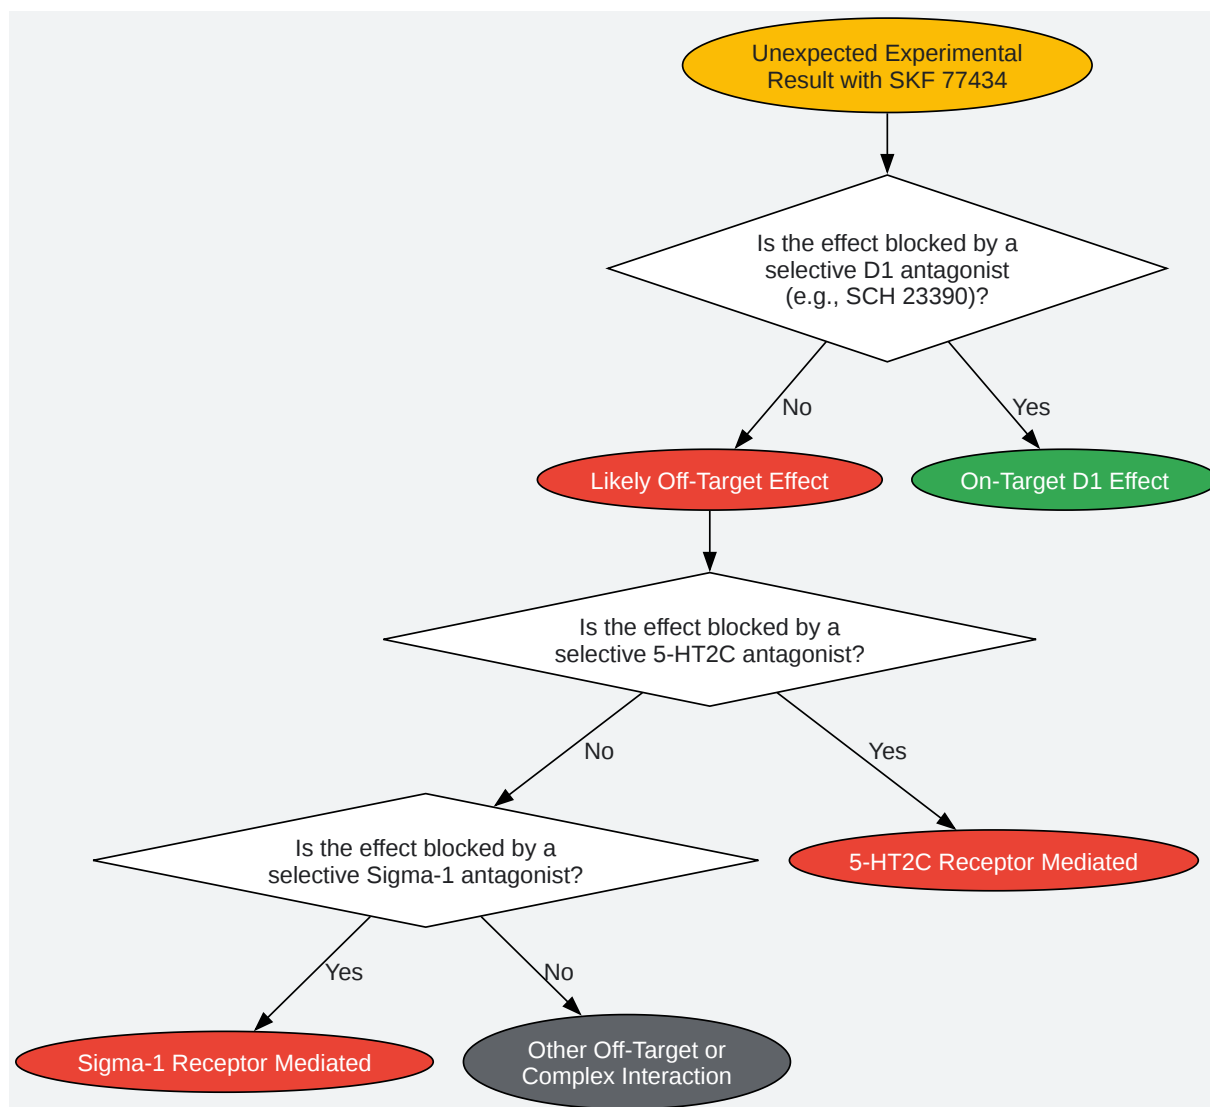 Unexpected Experimental
Result with SKF 77434
Is the effect blocked by a
selective D1 antagonist
(e.g., SCH 23390)?
No
Yes
Likely Off-Target Effect
On-Target D1 Effect
Is the effect blocked by a
selective 5-HT2C antagonist?
No
Yes
Is the effect blocked by a
selective Sigma-1 antagonist?
5-HT2C Receptor Mediated
Yes
No
Sigma-1 Receptor Mediated
Other Off-Target or
Complex Interaction